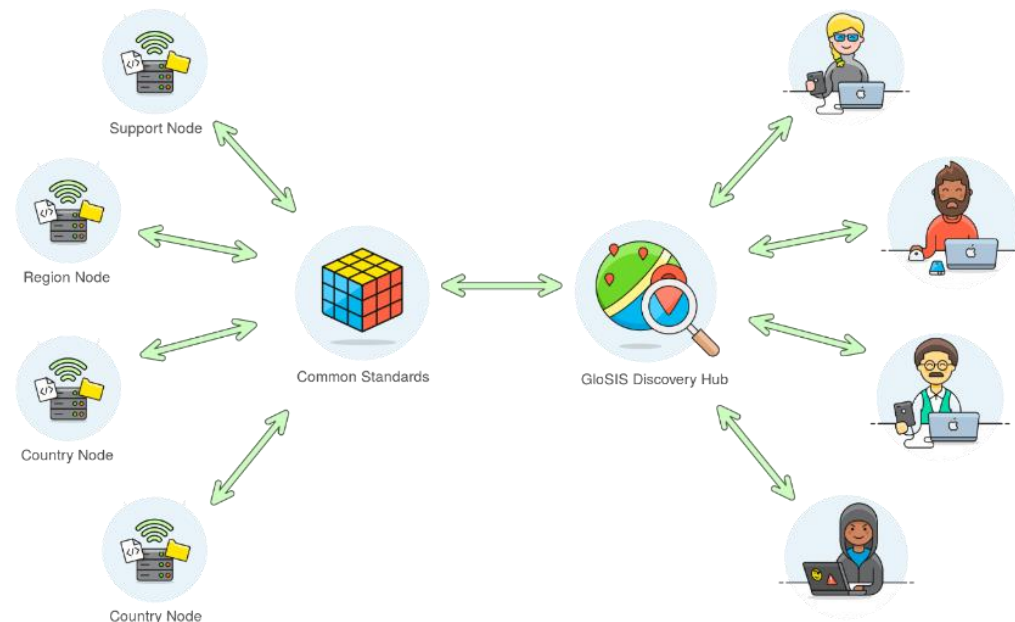 Support Node
Region Node
Common Standards
GloSIS Discovery Hub
Country Node
Country Node